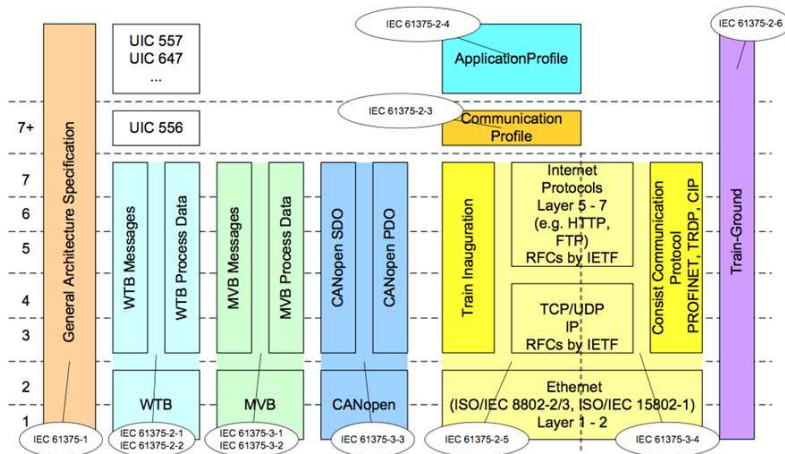 IEC 61375-2-4
IEC 61375-2-6
UIC 557
UIC 647
...
ApplicationProfile
IEC 61375-2-3
7+
UIC 556
Communication
Profile
General Architecture Specification
Train-Ground
7
6
5
4
3
2
1
WTB Messages
WTB Process Data
MVB Messages
MVB Process Data
CANopen SDO
CANopen PDO
Train Inauguration
Internet
Protocols
Layer 5 - 7
(e.g. HTTP,
FTP)
RFCs by IETF
Consist Communication
Protocol
PROFINET, TRDP, CIP
TCP/UDP
IP
RFCs by IETF
WTB
MVB
CANopen
Ethernet
(ISO/IEC 8802-2/3, ISO/IEC 15802-1)
Layer 1 - 2
IEC 61375-1
IEC 61375-2-1
IEC 61375-2-2
IEC 61375-3-1
IEC 61375-3-2
IEC 61375-3-3
IEC 61375-2-5
IEC 61375-3-4